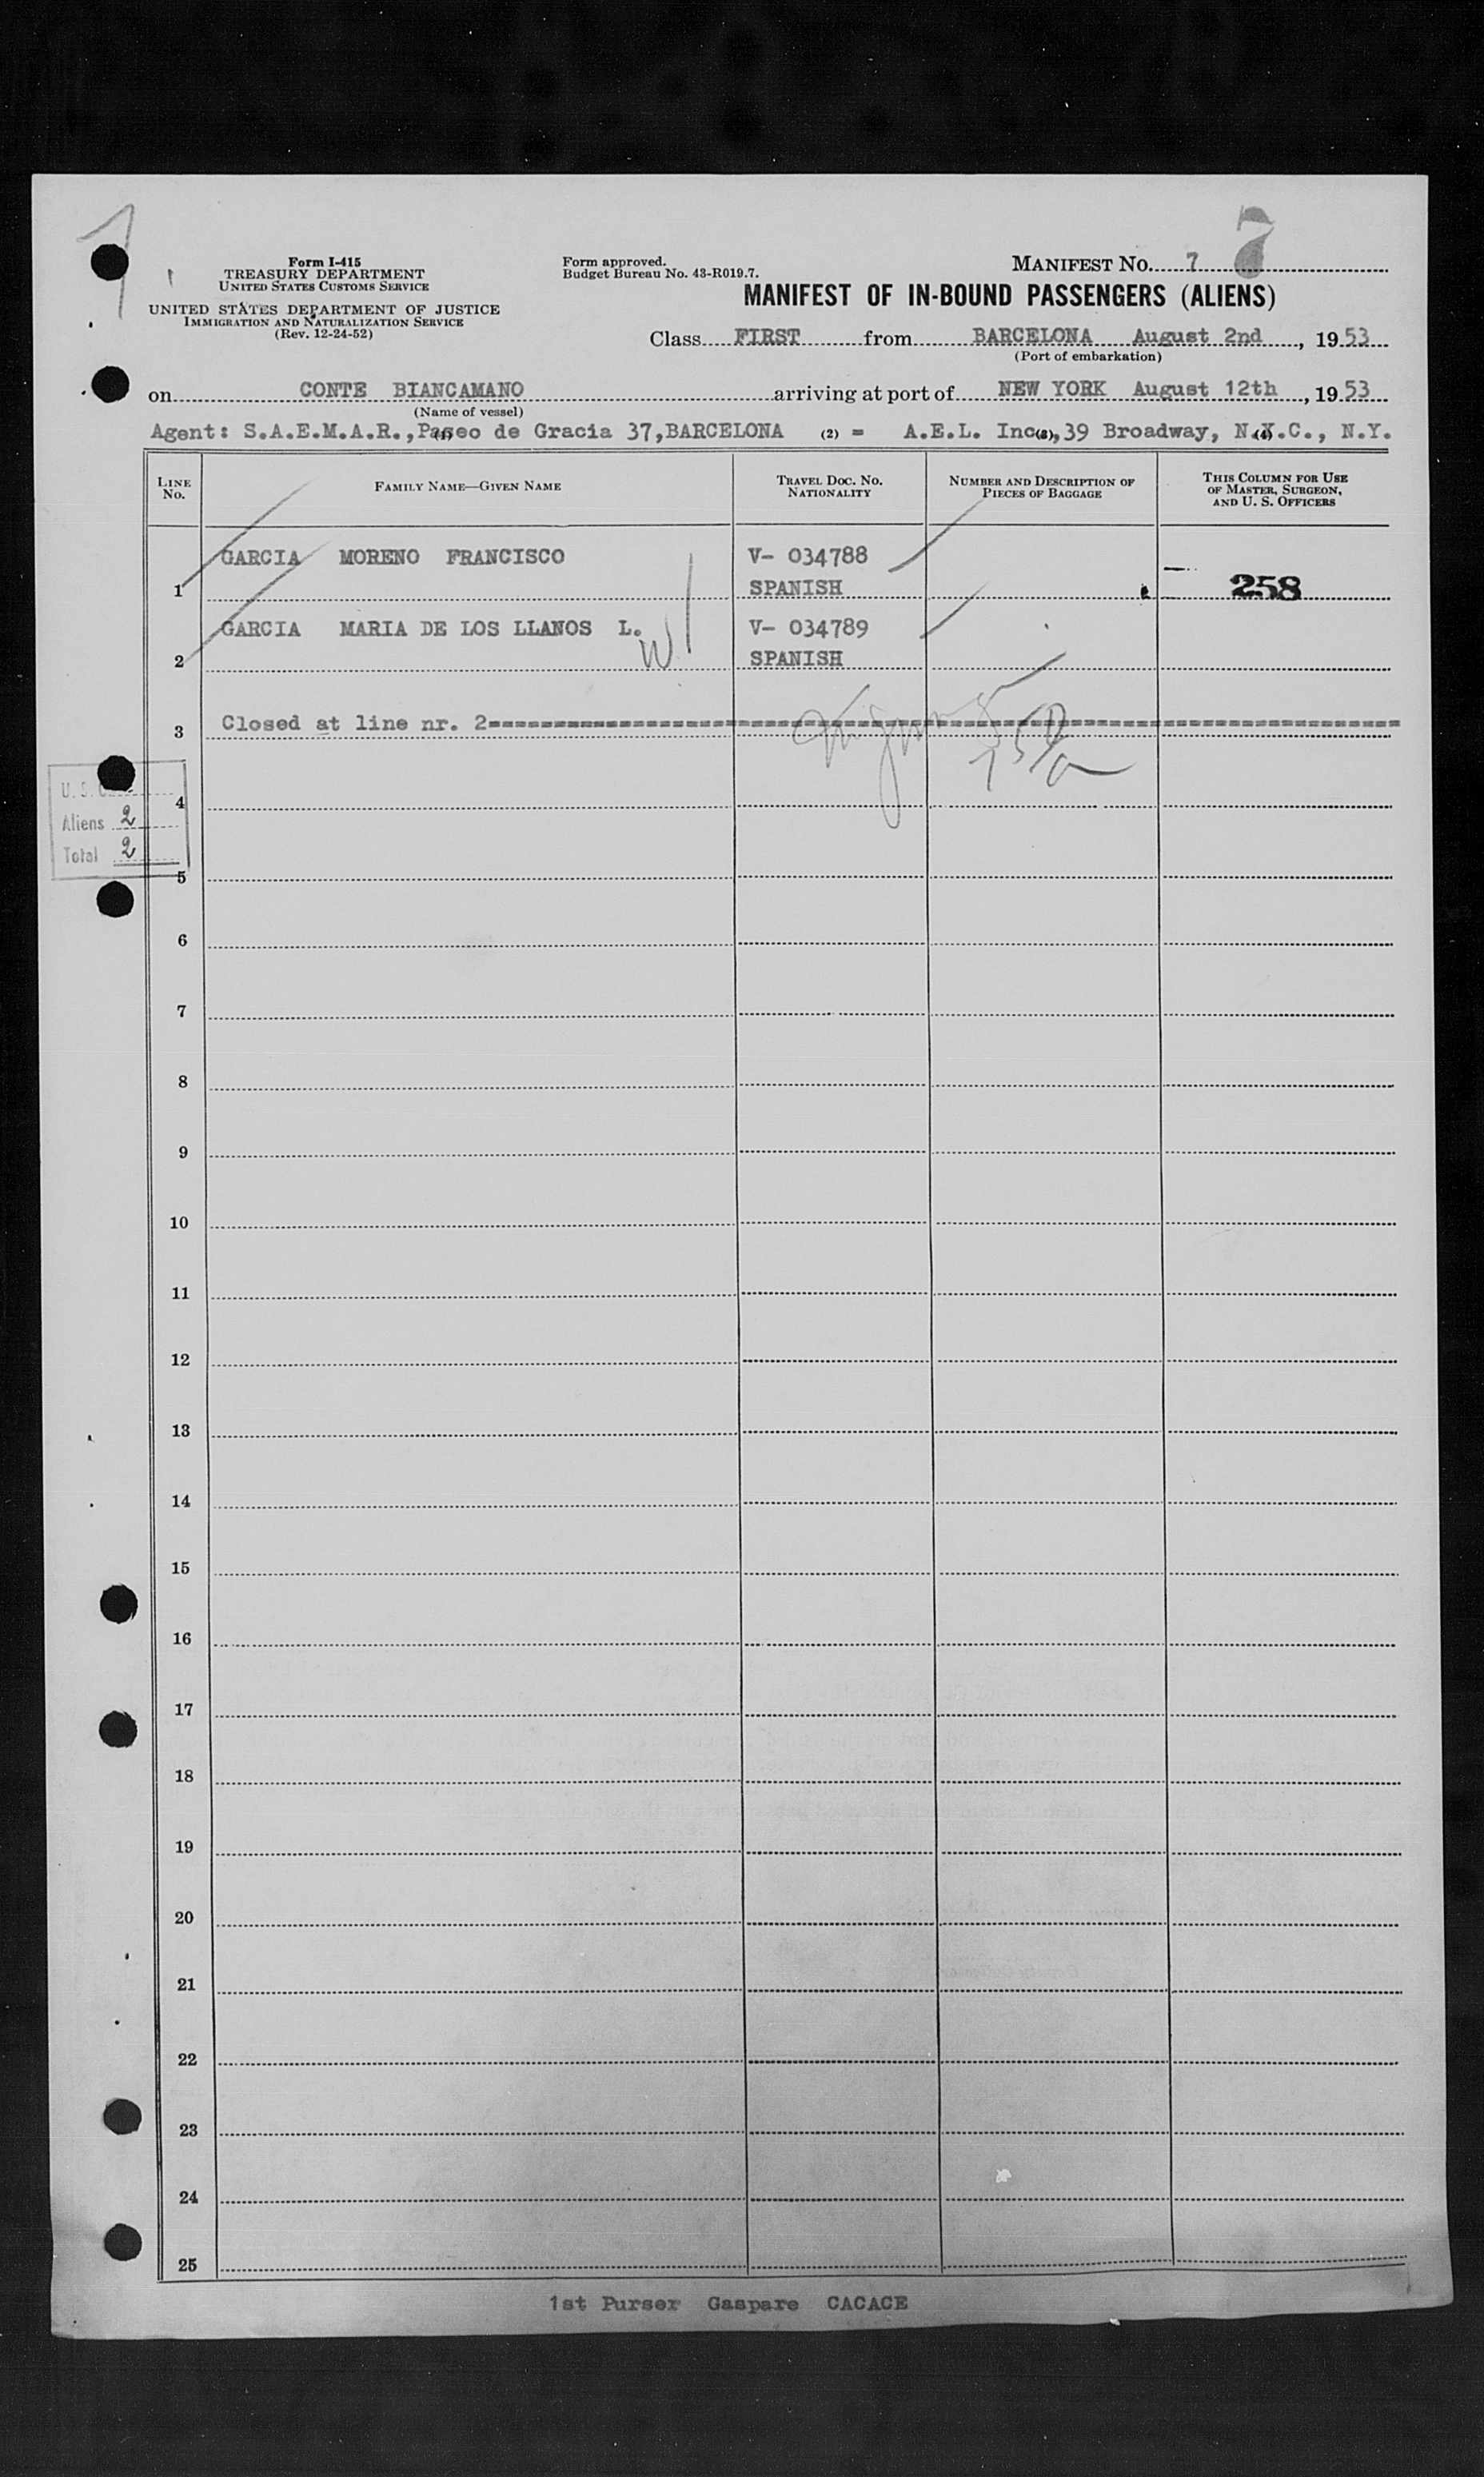 Form I-415
TREASURY DEPARTMENT
UNITED STATES CUSTOMS SERVICE
UNITED STATES DEPARTMENT OF JUSTICE
IMMIGRATION AND NATURALIZATION SERVICE
(Rev. 12-24-52)
Form approved.
Budget Bureau No. 43-R019.7.
MANIFEST NO. 7 7
MANIFEST OF IN-BOUND PASSENGERS (ALIENS)
Class FIRST from BARCELONA August 2nd, 1953
(Port of embarkation)
on CONTE BIANCAMANO arriving at port of NEW YORK August 12th, 1953
(Name of vessel)
Agent: S.A.E.M.A.R., Paseo de Gracia 37, BARCELONA (2) = A.E.L. Inc(3), 39 Broadway, N.Y.C., N.Y.
LINE NO.
FAMILY NAME—GIVEN NAME
TRAVEL DOC. NO. NATIONALITY
NUMBER AND DESCRIPTION OF PIECES OF BAGGAGE
THIS COLUMN FOR USE OF MASTER, SURGEON, AND U. S. OFFICERS
GARCIA MORENO FRANCISCO V- 034788
1 SPANISH 258
GARCIA MARIA DE LOS LLANOS L. V- 034789
W
2 SPANISH
3 Closed at line nr. 2
U. S.
Aliens 2
Total 2
4
5
6
7
8
9
10
11
12
13
14
15
16
17
18
19
20
21
22
23
24
25
1st Purser Gaspare CACACE